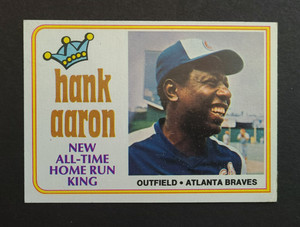 hank
aaron
NEW
ALL-TIME
HOME RUN
KING
OUTFIELD • ATLANTA BRAVES